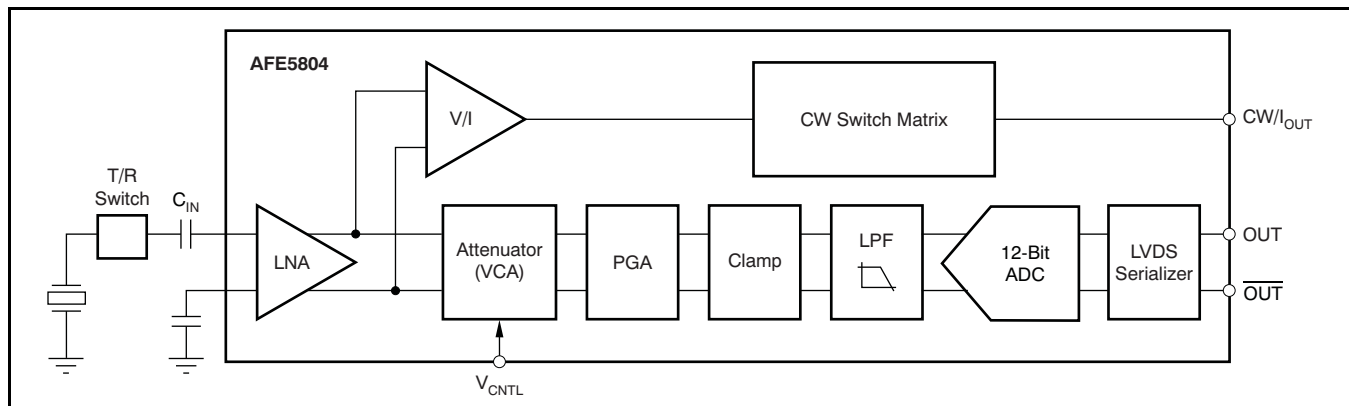 AFE5804
V/I
CW Switch Matrix
CW/I_OUT
T/R
Switch
C_IN
LNA
Attenuator
(VCA)
PGA
Clamp
LPF
12-Bit
ADC
LVDS
Serializer
OUT
O̅U̅T̅
V_CNTL